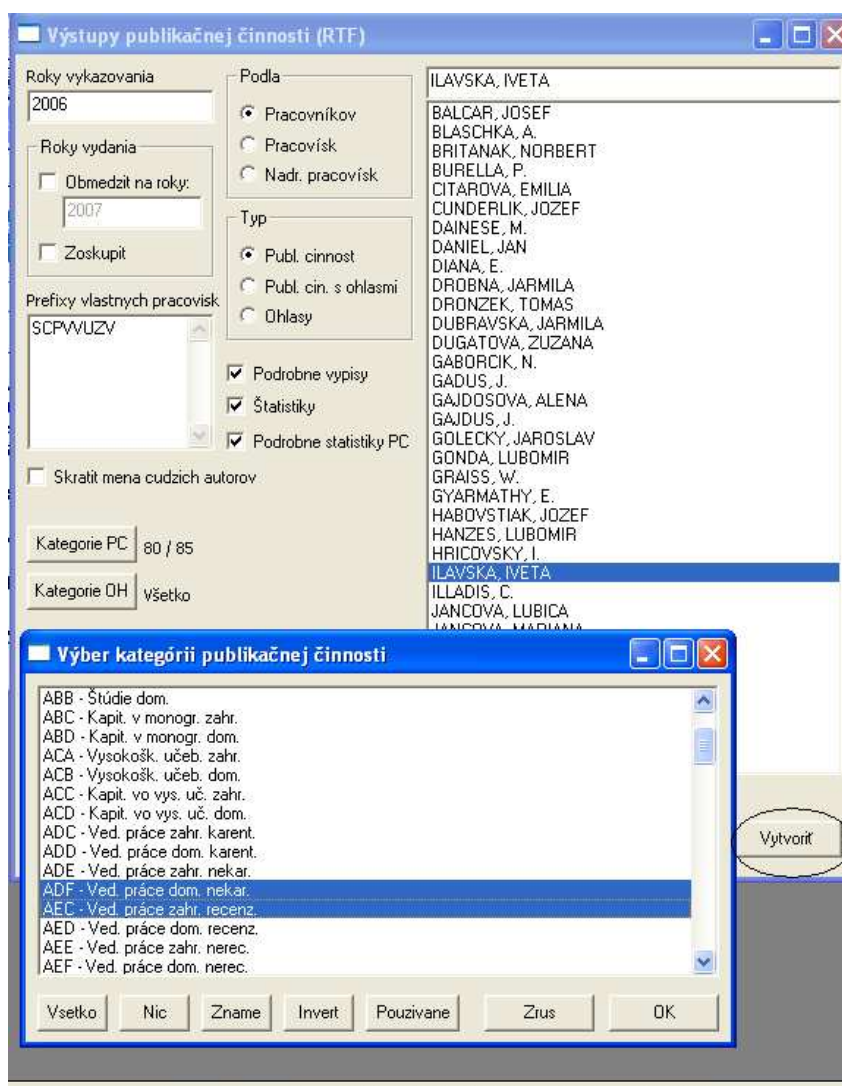 Výstupy publikačnej činnosti (RTF)
Roky vykazovania
2006
Roky vydania
Obmedzit na roky:
2007
Zoskupit
Prefixy vlastnych pracovisk
SCPVVUZV
Skratit mena cudzich autorov
Kategorie PC
80 / 85
Kategorie OH
Všetko
Podla
Pracovníkov
Pracovísk
Nadr. pracovísk
Typ
Publ. cinnost
Publ. cin. s ohlasmi
Ohlasy
Podrobne vypisy
Štatistiky
Podrobne statistiky PC
ILAVSKA, IVETA
BALCAR, JOSEF
BLASCHKA, A.
BRITANAK, NORBERT
BURELLA, P.
CITAROVA, EMILIA
CUNDERLIK, JOZEF
DAINESE, M.
DANIEL, JAN
DIANA, E.
DROBNA, JARMILA
DRONZEK, TOMAS
DUBRAVSKA, JARMILA
DUGATOVA, ZUZANA
GABORCIK, N.
GADUS, J.
GAJDOSOVA, ALENA
GAJDUS, J.
GOLECKY, JAROSLAV
GONDA, LUBOMIR
GRAISS, W.
GYARMATHY, E.
HABOVSTIAK, JOZEF
HANZES, LUBOMIR
HRICOVSKY, I.
ILAVSKA, IVETA
ILLADIS, C.
JANCOVA, LUBICA
JANCOVA, MARIANA
Vytvoriť
Výber kategórii publikačnej činnosti
ABB - Štúdie dom.
ABC - Kapit. v monogr. zahr.
ABD - Kapit. v monogr. dom.
ACA - Vysokošk. učeb. zahr.
ACB - Vysokošk. učeb. dom.
ACC - Kapit. vo vys. uč. zahr.
ACD - Kapit. vo vys. uč. dom.
ADC - Ved. práce zahr. karent.
ADD - Ved. práce dom. karent.
ADE - Ved. práce zahr. nekar.
ADF - Ved. práce dom. nekar.
AEC - Ved. práce zahr. recenz.
AED - Ved. práce dom. recenz.
AEE - Ved. práce zahr. nerec.
AEF - Ved. práce dom. nerec.
Vsetko
Nic
Zname
Invert
Pouzivane
Zrus
OK